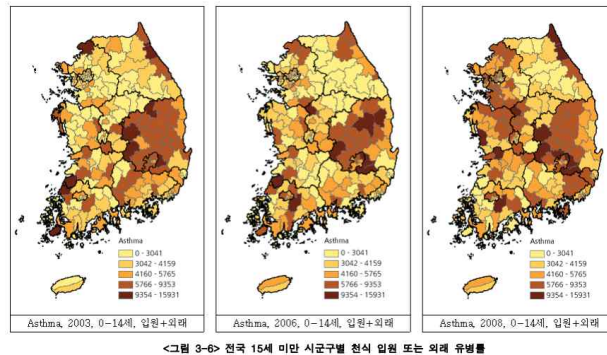 Asthma
0 - 3041
3042 - 4159
4160 - 5765
5766 - 9353
9354 - 15931
Asthma, 2003, 0-14세, 입원+외래
Asthma
0 - 3041
3042 - 4159
4160 - 5765
5766 - 9353
9354 - 15931
Asthma, 2006, 0-14세, 입원+외래
Asthma
0 - 3041
3042 - 4159
4160 - 5765
5766 - 9353
9354 - 15931
Asthma, 2008, 0-14세, 입원+외래
<그림 3-6> 전국 15세 미만 시군구별 천식 입원 또는 외래 유병률